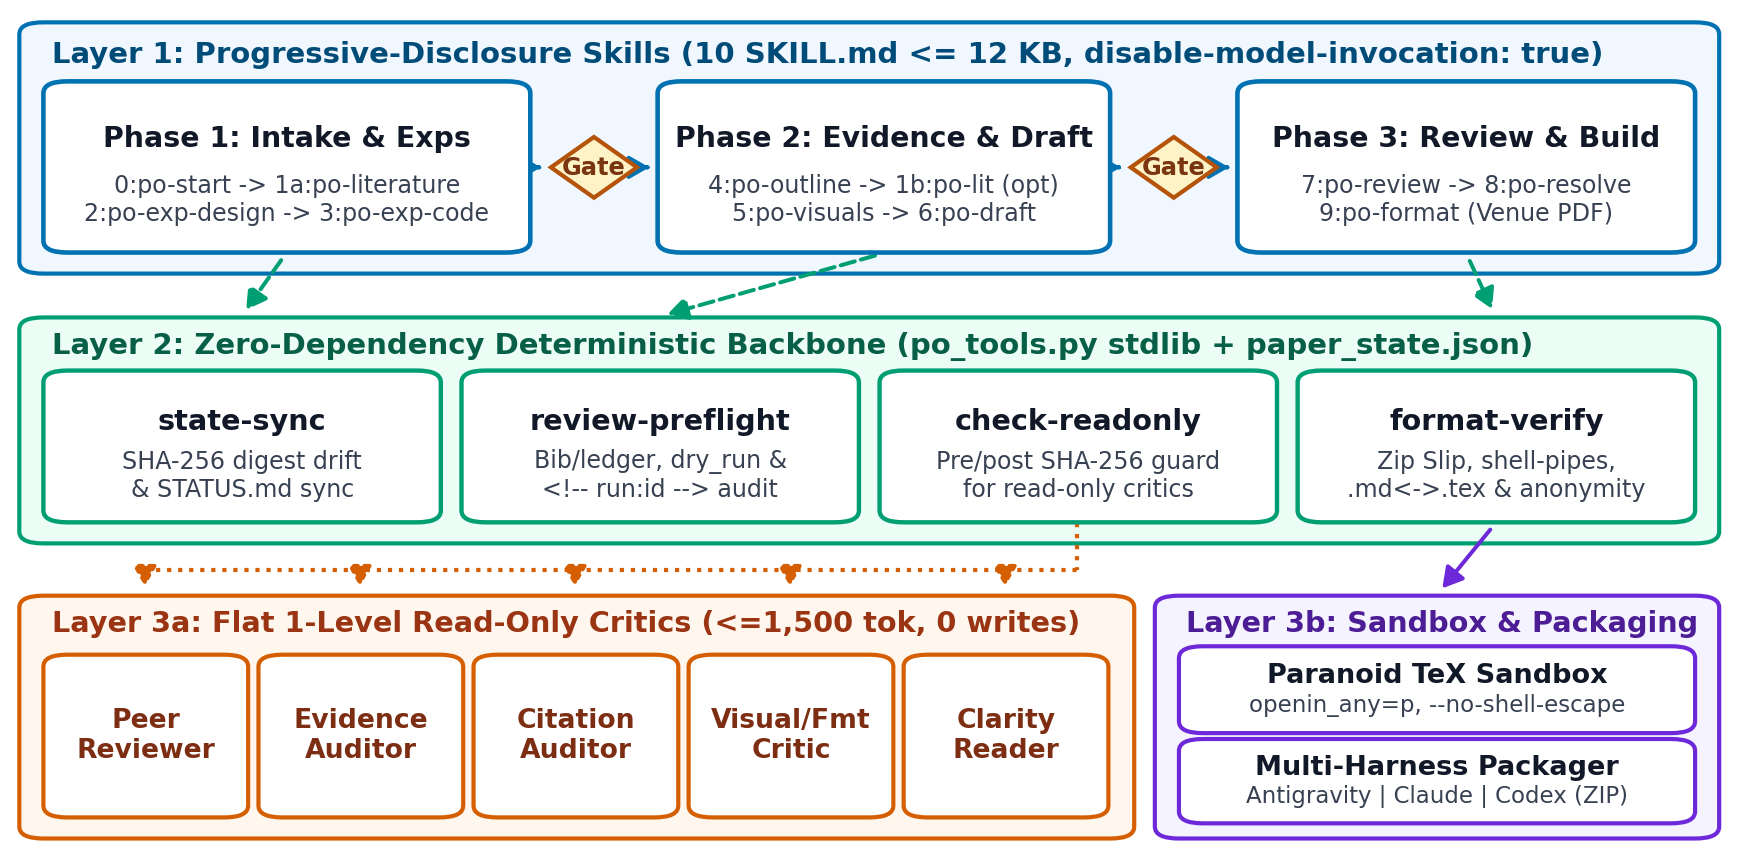 Layer 1: Progressive-Disclosure Skills (10 SKILL.md <= 12 KB, disable-model-invocation: true)
Phase 1: Intake & Exps
0:po-start -> 1a:po-literature
2:po-exp-design -> 3:po-exp-code
Gate
Phase 2: Evidence & Draft
4:po-outline -> 1b:po-lit (opt)
5:po-visuals -> 6:po-draft
Gate
Phase 3: Review & Build
7:po-review -> 8:po-resolve
9:po-format (Venue PDF)
Layer 2: Zero-Dependency Deterministic Backbone (po_tools.py stdlib + paper_state.json)
state-sync
SHA-256 digest drift
& STATUS.md sync
review-preflight
Bib/ledger, dry_run &
<!-- run:id --> audit
check-readonly
Pre/post SHA-256 guard
for read-only critics
format-verify
Zip Slip, shell-pipes,
.md<->.tex & anonymity
Layer 3a: Flat 1-Level Read-Only Critics (<=1,500 tok, 0 writes)
Peer
Reviewer
Evidence
Auditor
Citation
Auditor
Visual/Fmt
Critic
Clarity
Reader
Layer 3b: Sandbox & Packaging
Paranoid TeX Sandbox
openin_any=p, --no-shell-escape
Multi-Harness Packager
Antigravity | Claude | Codex (ZIP)